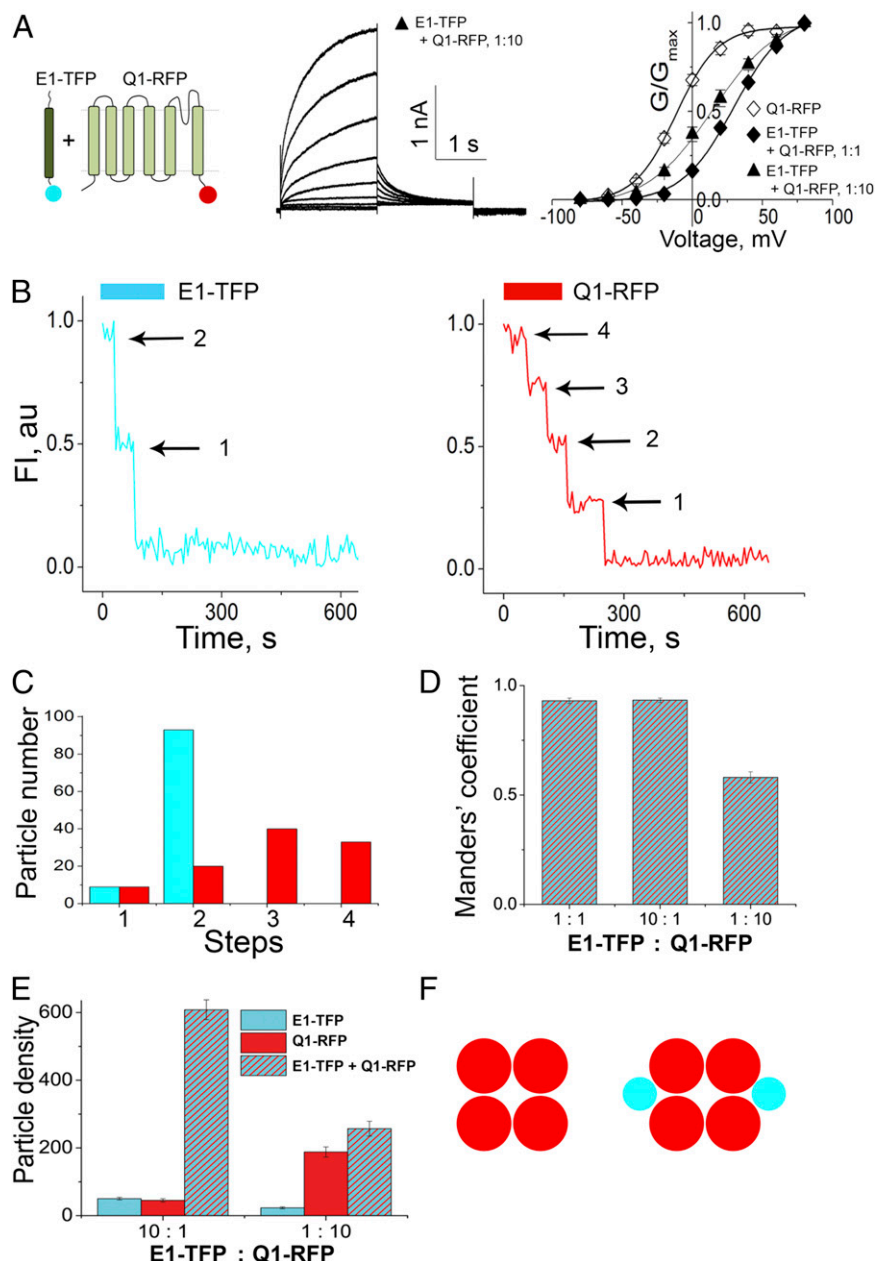 A
E1-TFP
Q1-RFP
+
▲ E1-TFP
+ Q1-RFP, 1:10
1 nA
1 s
G/Gmax
1.0
0.5
0.0
◇ Q1-RFP
◆ E1-TFP
+ Q1-RFP, 1:1
▲ E1-TFP
+ Q1-RFP, 1:10
-100 -50 0 50 100
Voltage, mV
B
E1-TFP
FI, au
1.0
0.5
0.0
2
1
0 300 600
Time, s
Q1-RFP
1.0
0.5
0.0
4
3
2
1
0 300 600
Time, s
C
Particle number
100
80
60
40
20
0
1 2 3 4
Steps
D
Manders' coefficient
1.0
0.5
0.0
1 : 1 10 : 1 1 : 10
E1-TFP : Q1-RFP
E
Particle density
600
400
200
0
E1-TFP
Q1-RFP
E1-TFP + Q1-RFP
10 : 1 1 : 10
E1-TFP : Q1-RFP
F